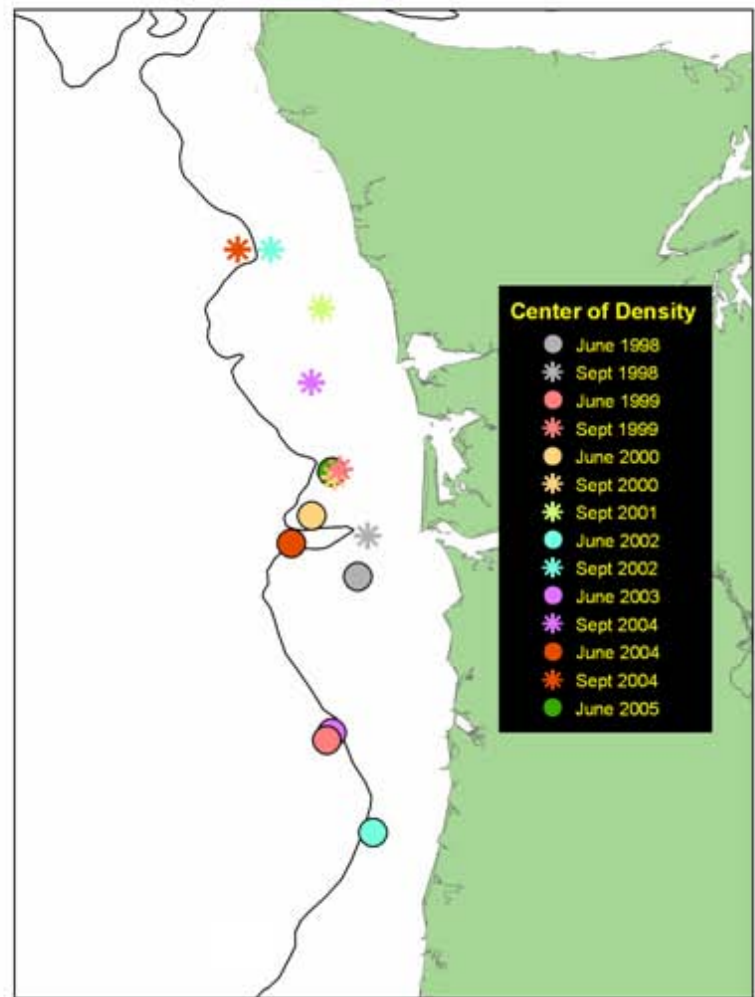 Center of Density
June 1998
Sept 1998
June 1999
Sept 1999
June 2000
Sept 2000
Sept 2001
June 2002
Sept 2002
June 2003
Sept 2004
June 2004
Sept 2004
June 2005